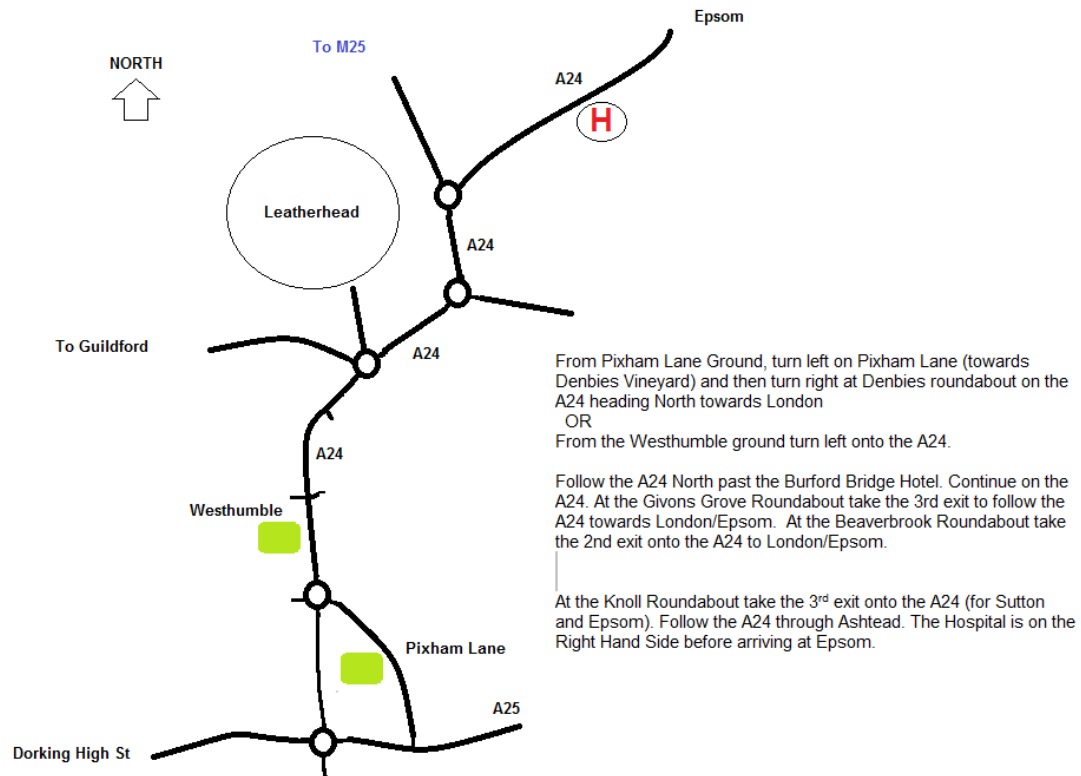 Epsom
To M25
NORTH
A24
H
Leatherhead
A24
To Guildford
A24
From Pixham Lane Ground, turn left on Pixham Lane (towards
Denbies Vineyard) and then turn right at Denbies roundabout on the
A24 heading North towards London
OR
From the Westhumble ground turn left onto the A24.
A24
Follow the A24 North past the Burford Bridge Hotel. Continue on the
A24. At the Givons Grove Roundabout take the 3rd exit to follow the
A24 towards London/Epsom.  At the Beaverbrook Roundabout take
the 2nd exit onto the A24 to London/Epsom.
Westhumble
At the Knoll Roundabout take the 3rd exit onto the A24 (for Sutton
and Epsom). Follow the A24 through Ashtead. The Hospital is on the
Right Hand Side before arriving at Epsom.
Pixham Lane
A25
Dorking High St